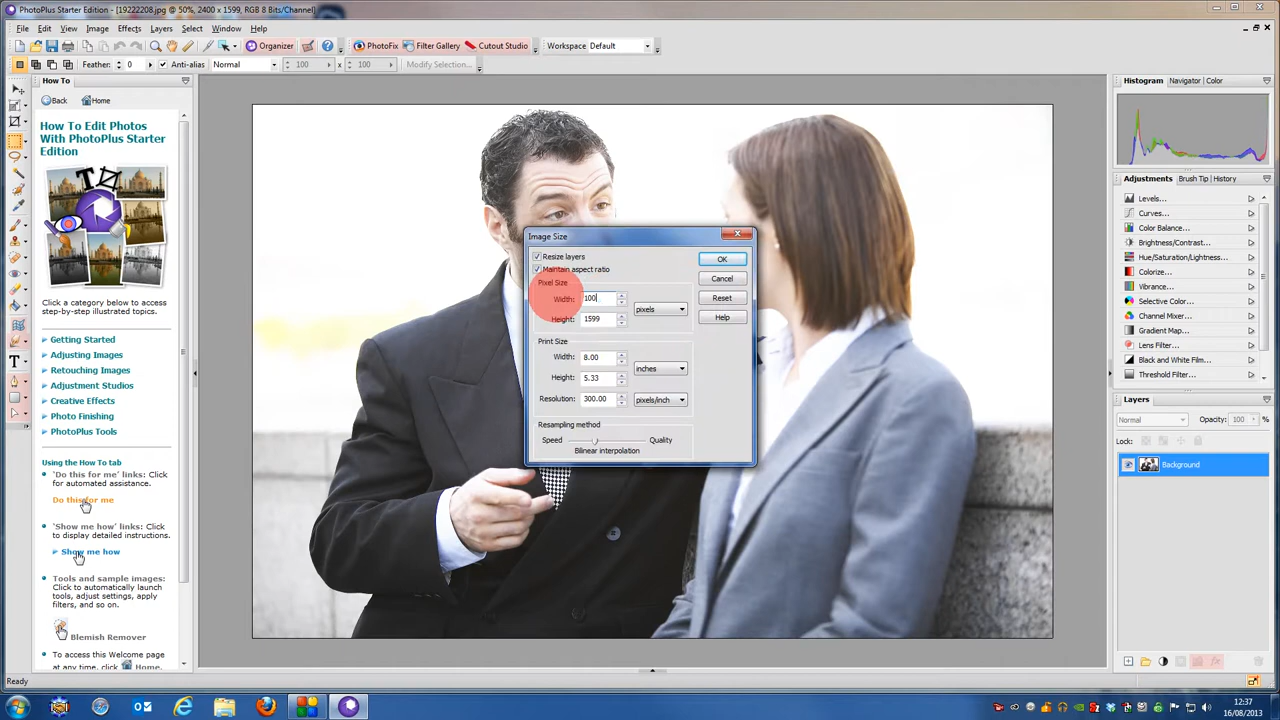 PhotoPlus Starter Edition - [19222208.jpg @ 50%, 2400 x 1599, RGB 8 Bits/Channel]
File Edit View Image Effects Layers Select Window Help
Organizer PhotoFix Filter Gallery Cutout Studio Workspace Default
Feather: 0 Anti-alias Normal 100 x 100 Modify Selection...
How To
Back Home
How To Edit Photos
With PhotoPlus Starter
Edition
Click a category below to access
step-by-step illustrated topics.
Getting Started
Adjusting Images
Retouching Images
Adjustment Studios
Creative Effects
Photo Finishing
PhotoPlus Tools
Using the How To tab
'Do this for me' links: Click
for automated assistance.
Do this for me
'Show me how' links: Click
to display detailed instructions.
Show me how
Tools and sample images:
Click to automatically launch
tools, adjust settings, apply
filters, and so on.
Blemish Remover
To access this Welcome page
at any time, click Home.
Image Size
Resize layers
Maintain aspect ratio
Pixel Size
Width: 100
pixels
Height: 1599
Print Size
Width: 8.00
inches
Height: 5.33
Resolution: 300.00 pixels/inch
Resampling method
Speed Quality
Bilinear interpolation
OK
Cancel
Reset
Help
Histogram Navigator Color
Adjustments Brush Tip History
Levels...
Curves...
Color Balance...
Brightness/Contrast...
Hue/Saturation/Lightness...
Colorize...
Selective Color...
Channel Mixer...
Gradient Map...
Lens Filter...
Black and White Film...
Threshold Filter...
Layers
Normal Opacity: 100
Lock:
Background
Ready
12:37
16/08/2013